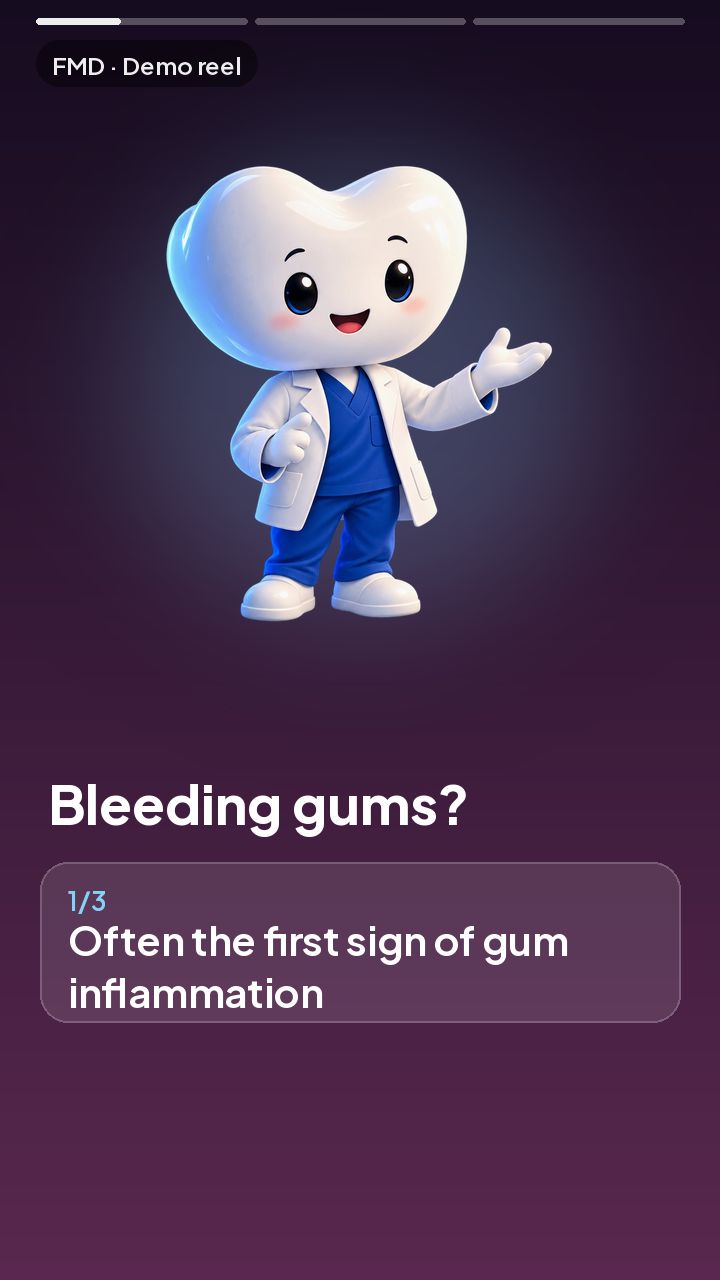 FMD · Demo reel
Bleeding gums?
1/3
Often the first sign of gum
inflammation